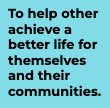 To help other
achieve a
better life for
themselves
and their
communities.